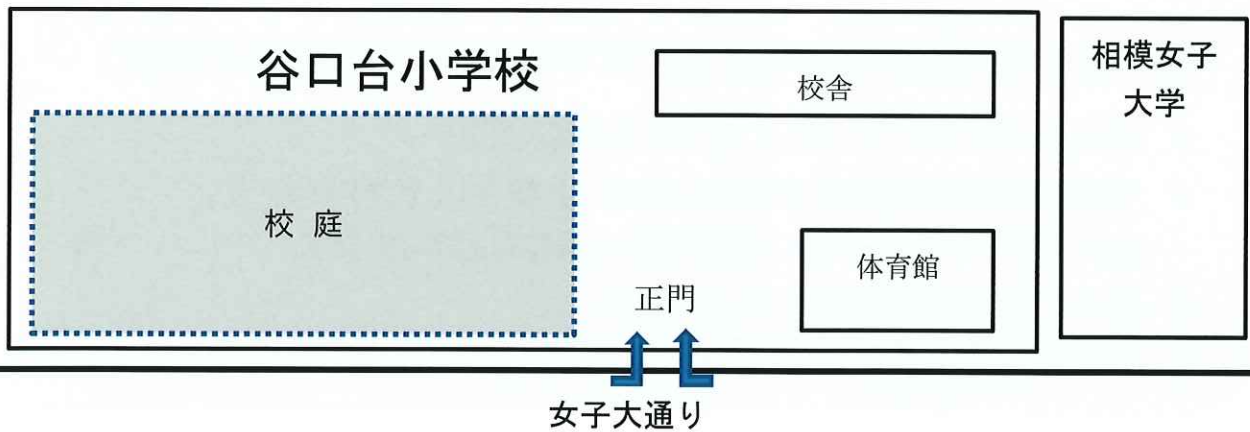 谷口台小学校
校舎
相模女子
大学
校 庭
体育館
正門
女子大通り